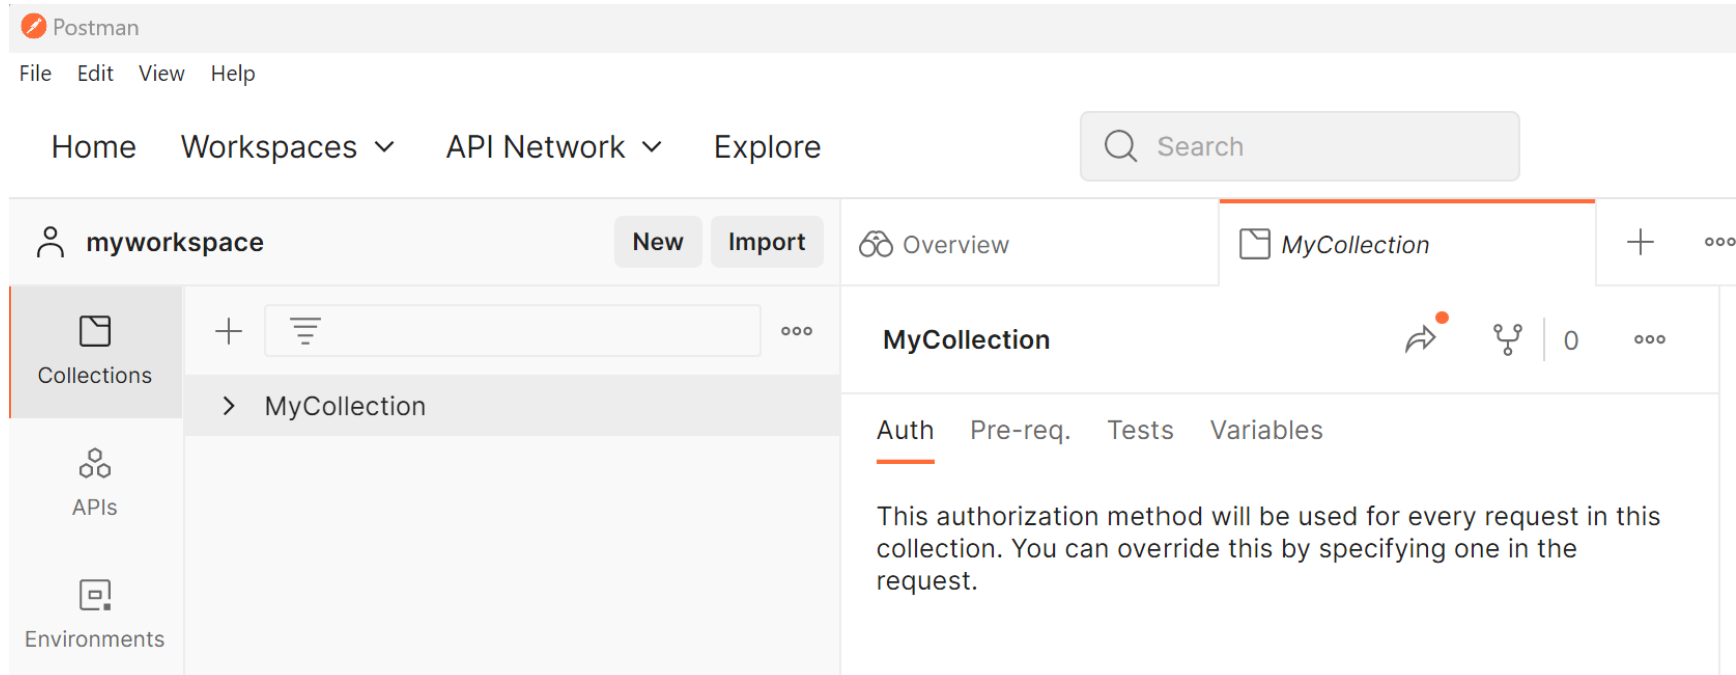 Postman
File Edit View Help
Home Workspaces API Network Explore
Search
myworkspace New Import
Overview
MyCollection
Collections
MyCollection
APIs
Environments
MyCollection
0
Auth Pre-req. Tests Variables
This authorization method will be used for every request in this
collection. You can override this by specifying one in the
request.